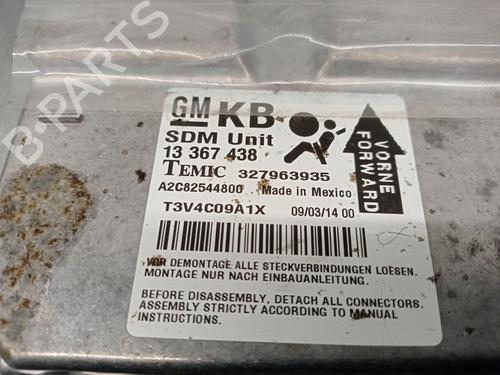 B-PARTS
GM KB
SDM Unit
13 367 438
TEMIC 327963935
A2C82544800 Made in Mexico
T3V4C09A1X 09/03/14 00
VORNE
FORWARD
VOR DEMONTAGE ALLE STECKVERBINDUNGEN LOESEN.
MONTAGE NUR NACH EINBAUANLEITUNG.
BEFORE DISASSEMBLY, DETACH ALL CONNECTORS.
ASSEMBLY STRICTLY ACCORDING TO MANUAL
INSTRUCTIONS.